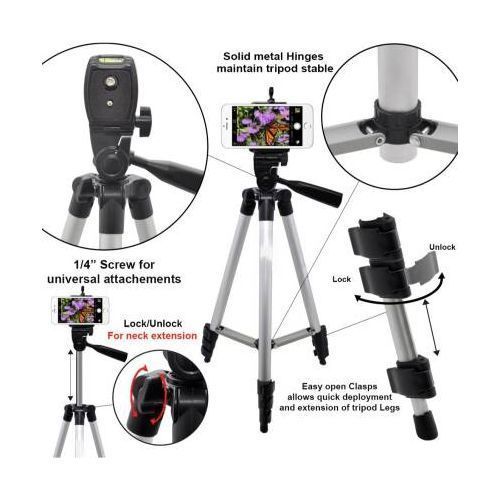 Solid metal Hinges
maintain tripod stable
1/4” Screw for
universal attachements
Lock/Unlock
For neck extension
Unlock
Lock
Easy open Clasps
allows quick deployment
and extension of tripod Legs